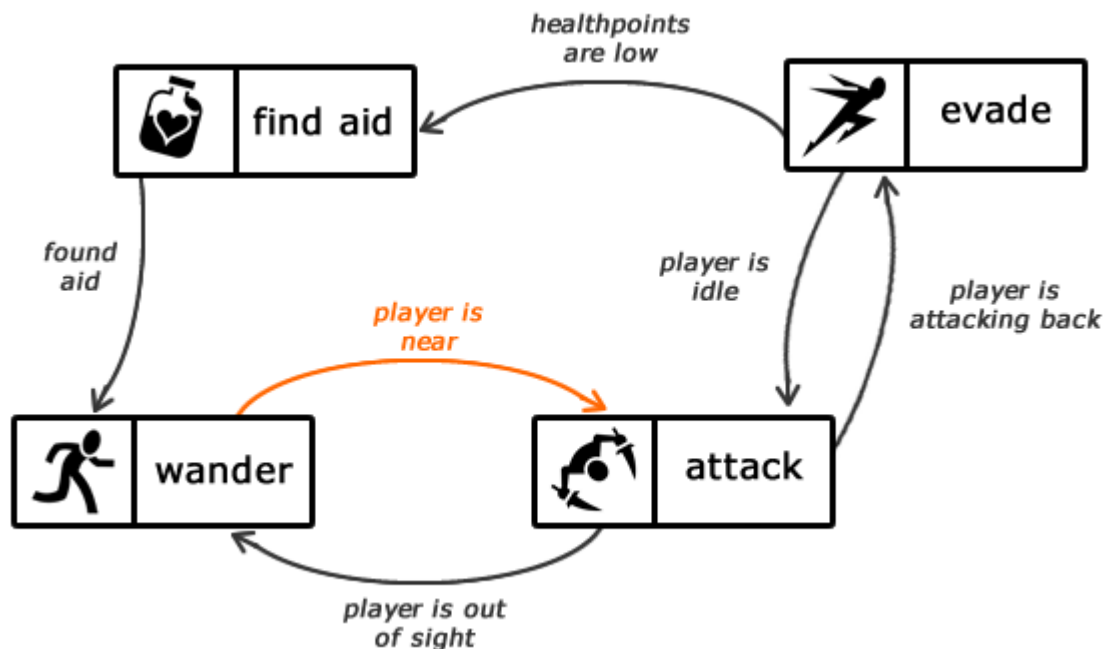 healthpoints
are low
find aid
evade
found
aid
player is
idle
player is
attacking back
player is
near
wander
attack
player is out
of sight